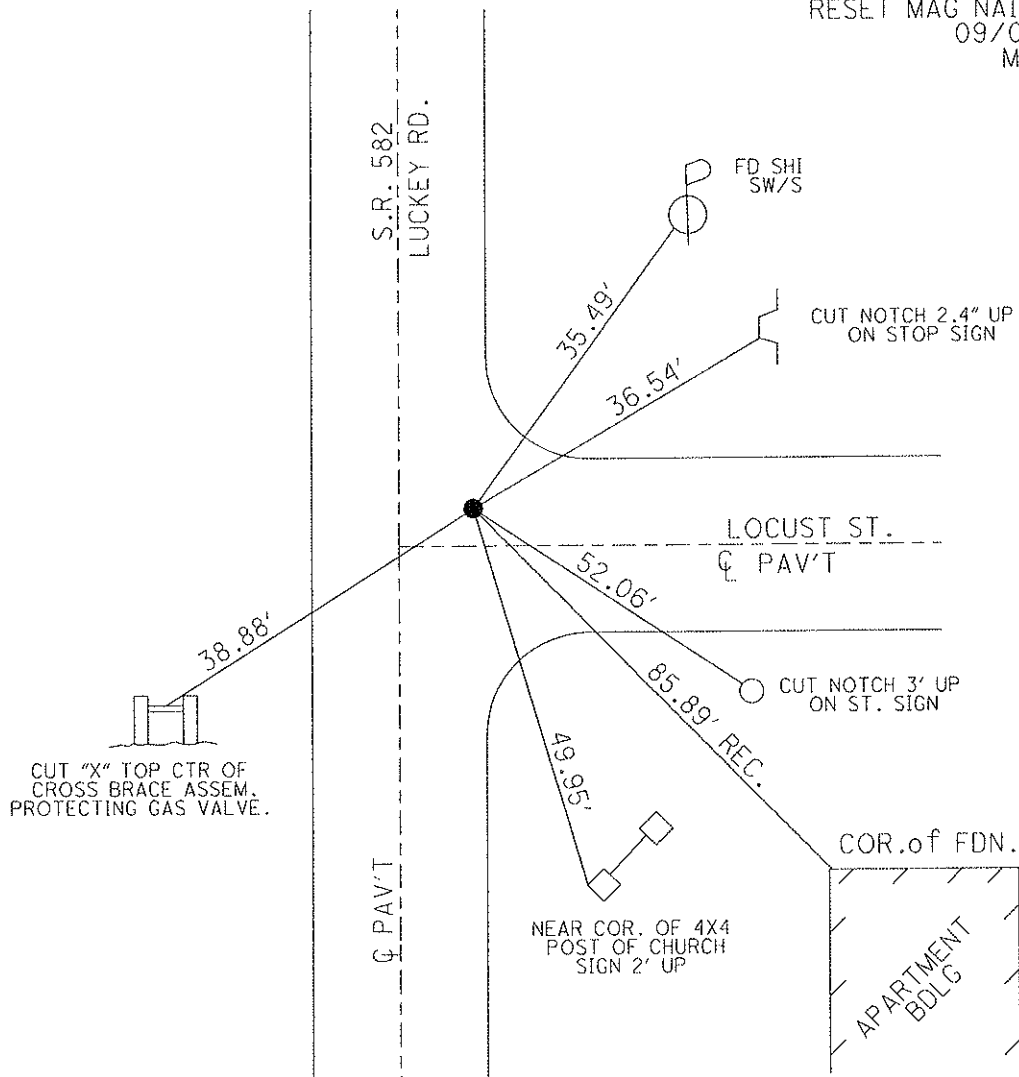 RESET MAG NAI
09/0
M
S.R. 582
LUCKEY RD.
FD SHI
SW/S
35.49'
CUT NOTCH 2.4" UP
ON STOP SIGN
36.54'
LOCUST ST.
℄ PAV'T
52.06'
38.88'
85.89' REC.
CUT NOTCH 3' UP
ON ST. SIGN
49.95'
CUT "X" TOP CTR OF
CROSS BRACE ASSEM.
PROTECTING GAS VALVE.
COR.of FDN.
℄ PAV'T
NEAR COR. OF 4X4
POST OF CHURCH
SIGN 2' UP
APARTMENT
BDLG